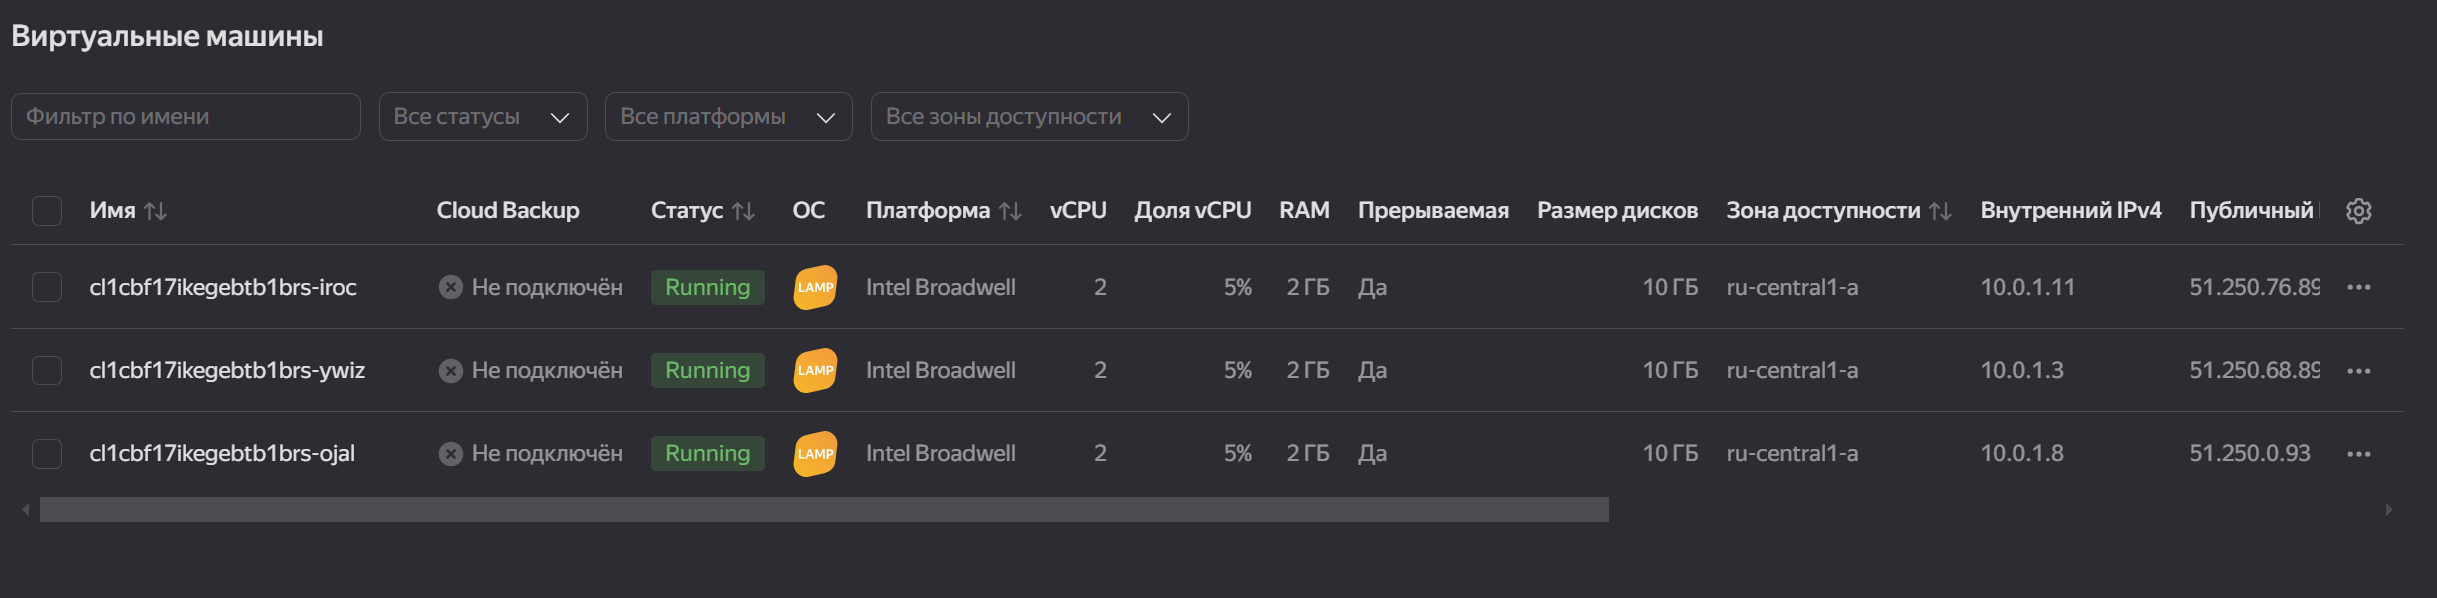 Виртуальные машины
Фильтр по имени Все статусы Все платформы Все зоны доступности
Имя Cloud Backup Статус ОС Платформа vCPU Доля vCPU RAM Прерываемая Размер дисков Зона доступности Внутренний IPv4 Публичный
cl1cbf17ikegebtb1brs-iroc Не подключён Running LAMP Intel Broadwell 2 5% 2 ГБ Да 10 ГБ ru-central1-a 10.0.1.11 51.250.76.89
cl1cbf17ikegebtb1brs-ywiz Не подключён Running LAMP Intel Broadwell 2 5% 2 ГБ Да 10 ГБ ru-central1-a 10.0.1.3 51.250.68.89
cl1cbf17ikegebtb1brs-ojal Не подключён Running LAMP Intel Broadwell 2 5% 2 ГБ Да 10 ГБ ru-central1-a 10.0.1.8 51.250.0.93